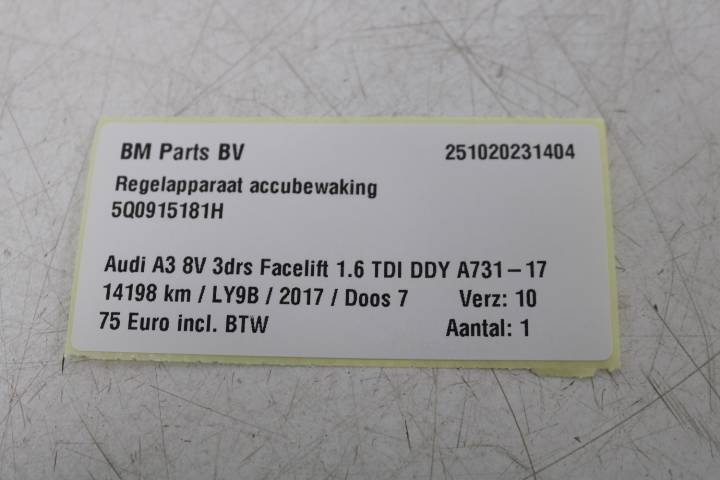 BM Parts BV 251020231404
Regelapparaat accubewaking
5Q0915181H
Audi A3 8V 3drs Facelift 1.6 TDI DDY A731-17
14198 km / LY9B / 2017 / Doos 7 Verz: 10
75 Euro incl. BTW Aantal: 1